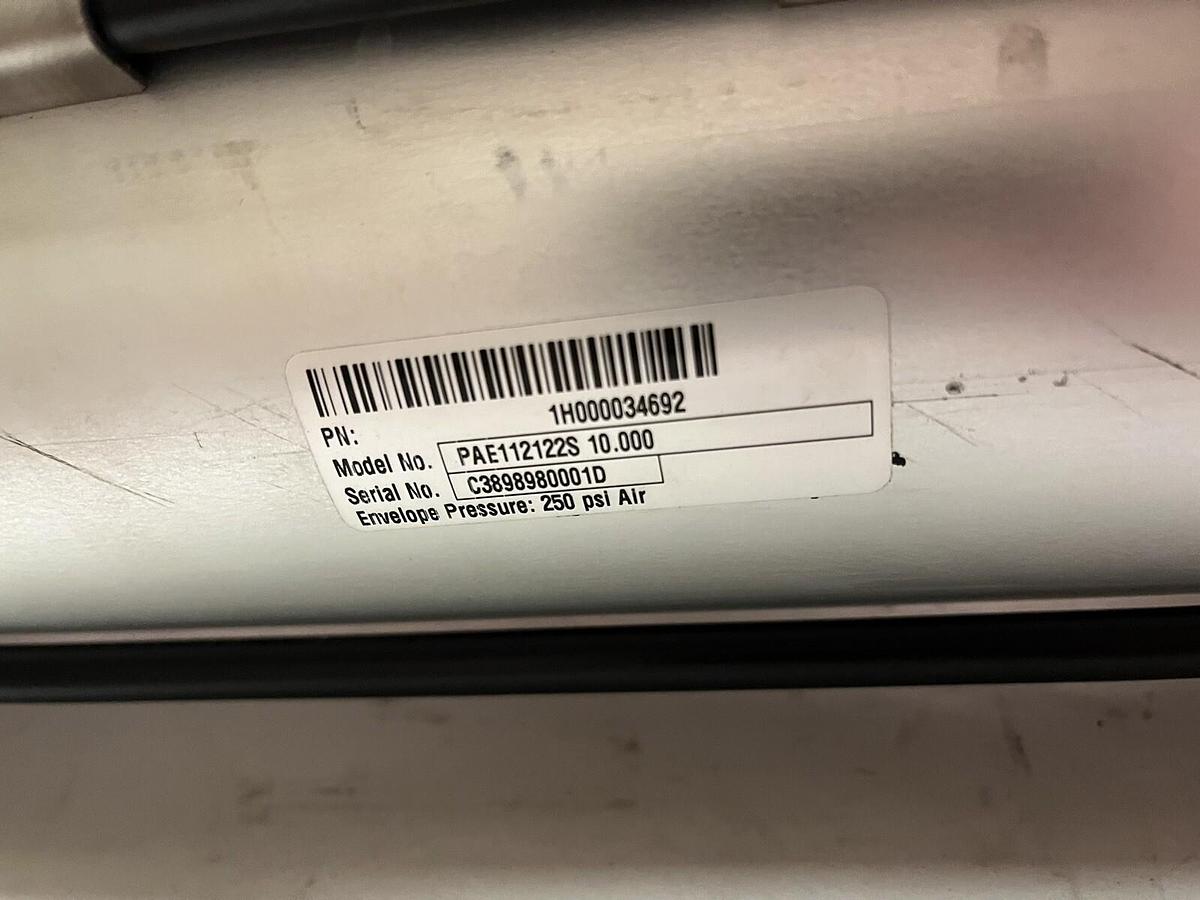 1H000034692
PN:
Model No. PAE112122S 10.000
Serial No. C3898980001D
Envelope Pressure: 250 psi Air